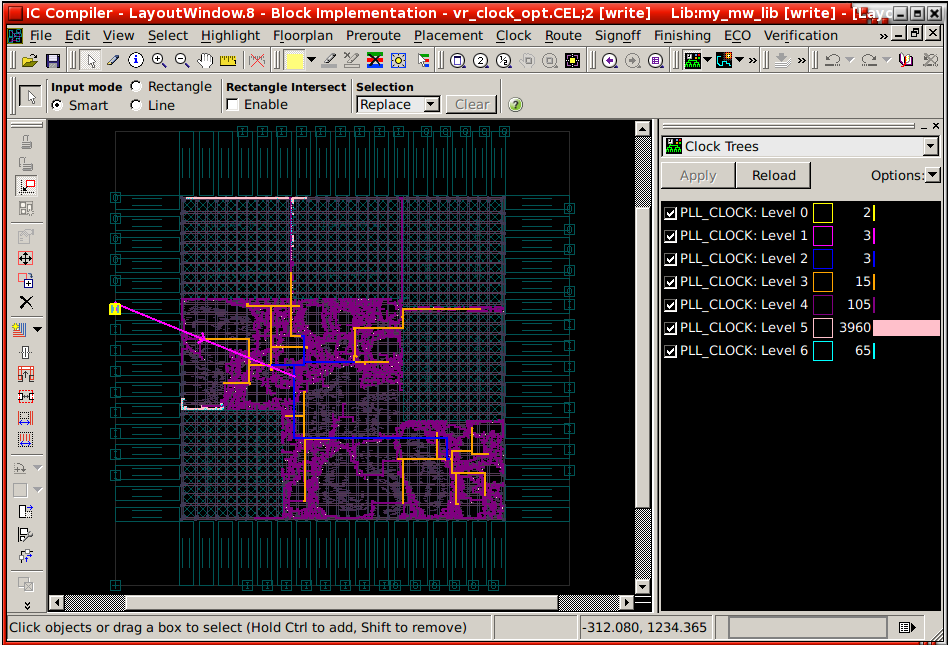 IC Compiler - LayoutWindow.8 - Block Implementation - vr_clock_opt.CEL;2 [write]    Lib:my_mw_lib [write] - [Layo
File Edit View Select Highlight Floorplan Preroute Placement Clock Route Signoff Finishing ECO Verification »
Input mode Rectangle Rectangle Intersect Selection
Smart Line Enable Replace Clear
Clock Trees
Apply Reload Options:
PLL_CLOCK: Level 0 2
PLL_CLOCK: Level 1 3
PLL_CLOCK: Level 2 3
PLL_CLOCK: Level 3 15
PLL_CLOCK: Level 4 105
PLL_CLOCK: Level 5 3960
PLL_CLOCK: Level 6 65
Click objects or drag a box to select (Hold Ctrl to add, Shift to remove) -312.080, 1234.365